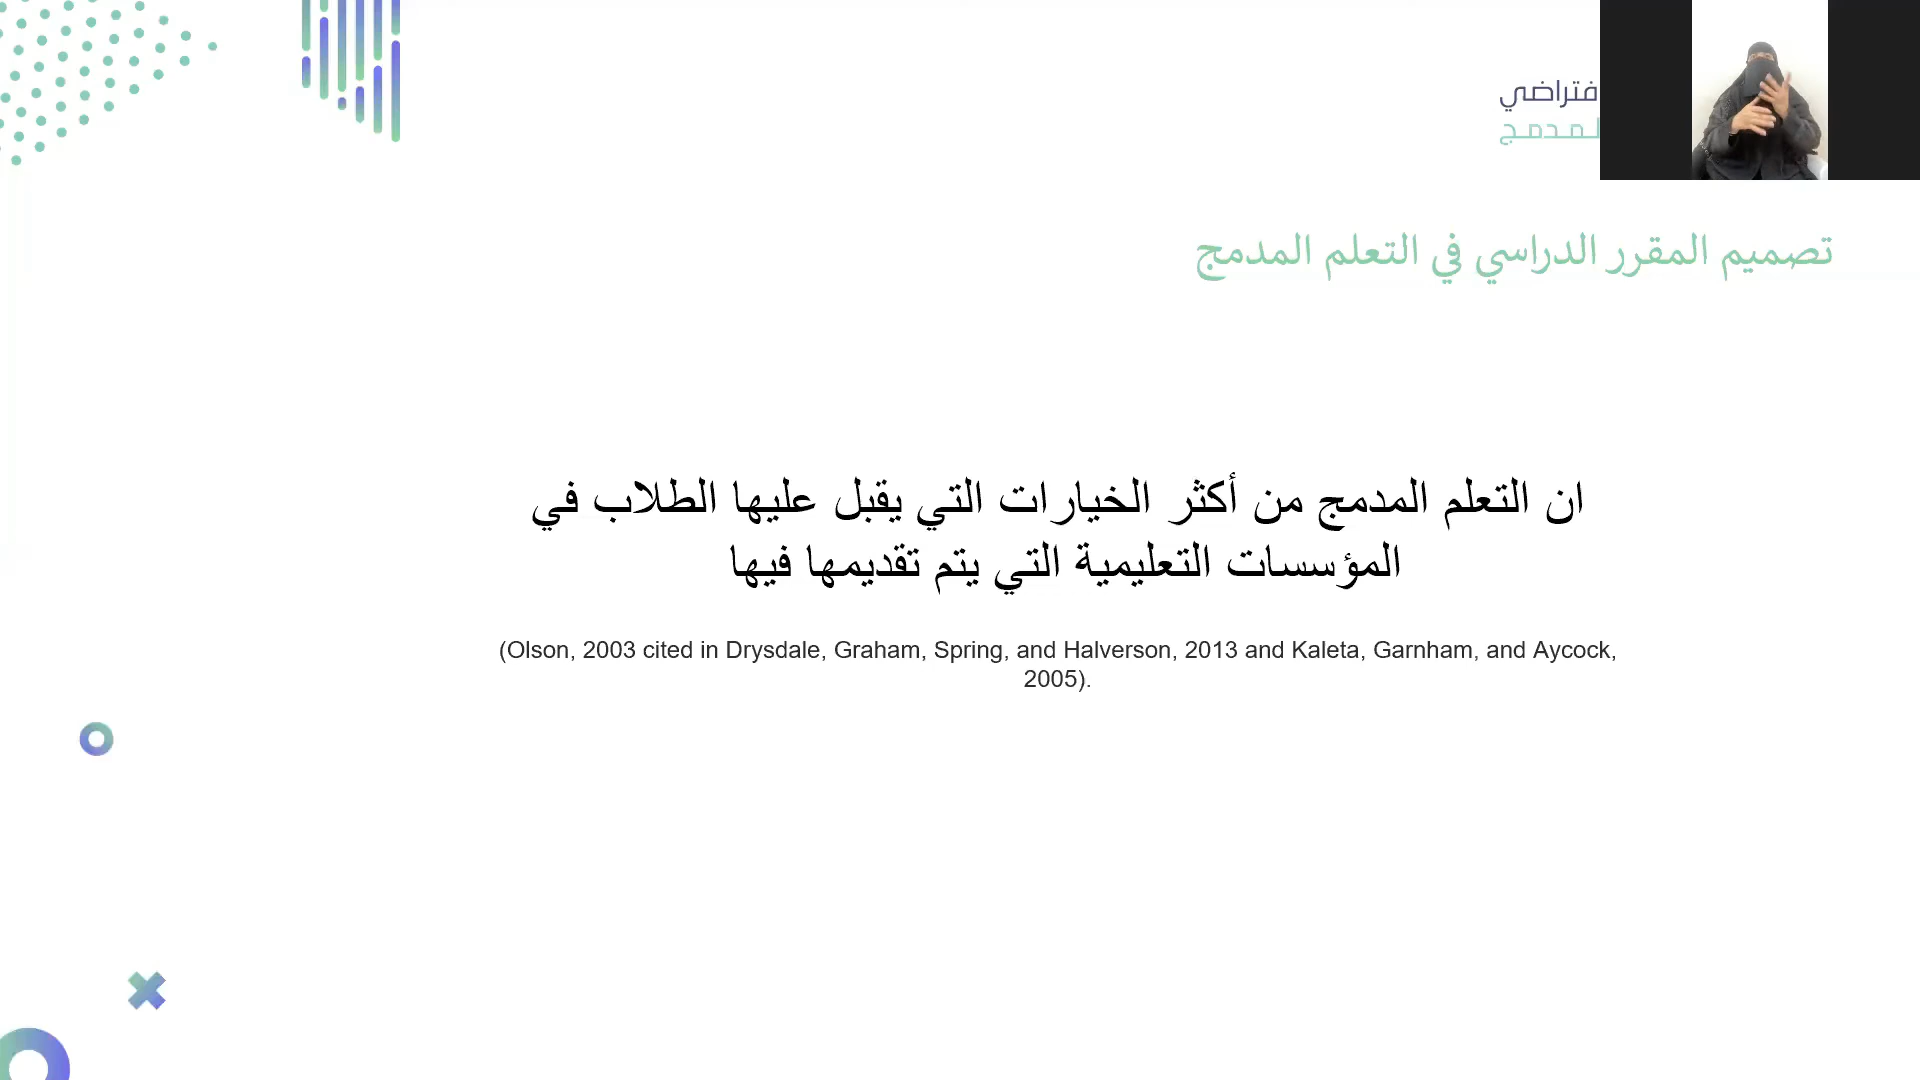 فتراضي
لمدمج
تصميم المقرر الدراسي في التعلم المدمج
ان التعلم المدمج من أكثر الخيارات التي يقبل عليها الطلاب في
المؤسسات التعليمية التي يتم تقديمها فيها
(Olson, 2003 cited in Drysdale, Graham, Spring, and Halverson, 2013 and Kaleta, Garnham, and Aycock,
2005).